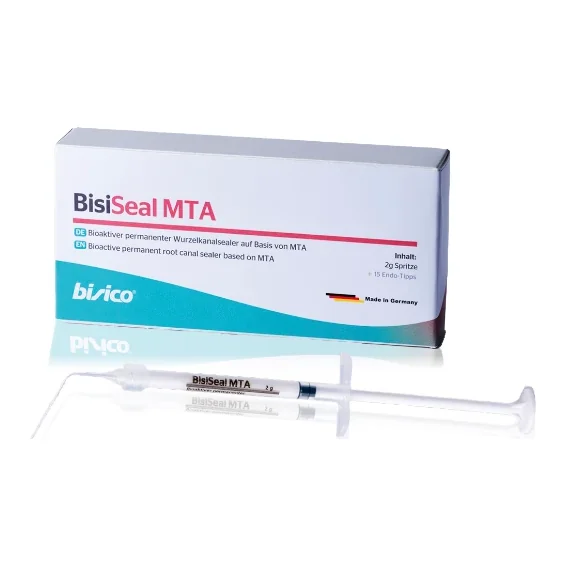 BisiSeal MTA
DE Bioaktiver permanenter Wurzelkanalsealer auf Basis von MTA
EN Bioactive permanent root canal sealer based on MTA
Inhalt:
2g Spritze
+ 15 Endo-Tipps
bisico®
Made in Germany
BisiSeal MTA 2 g